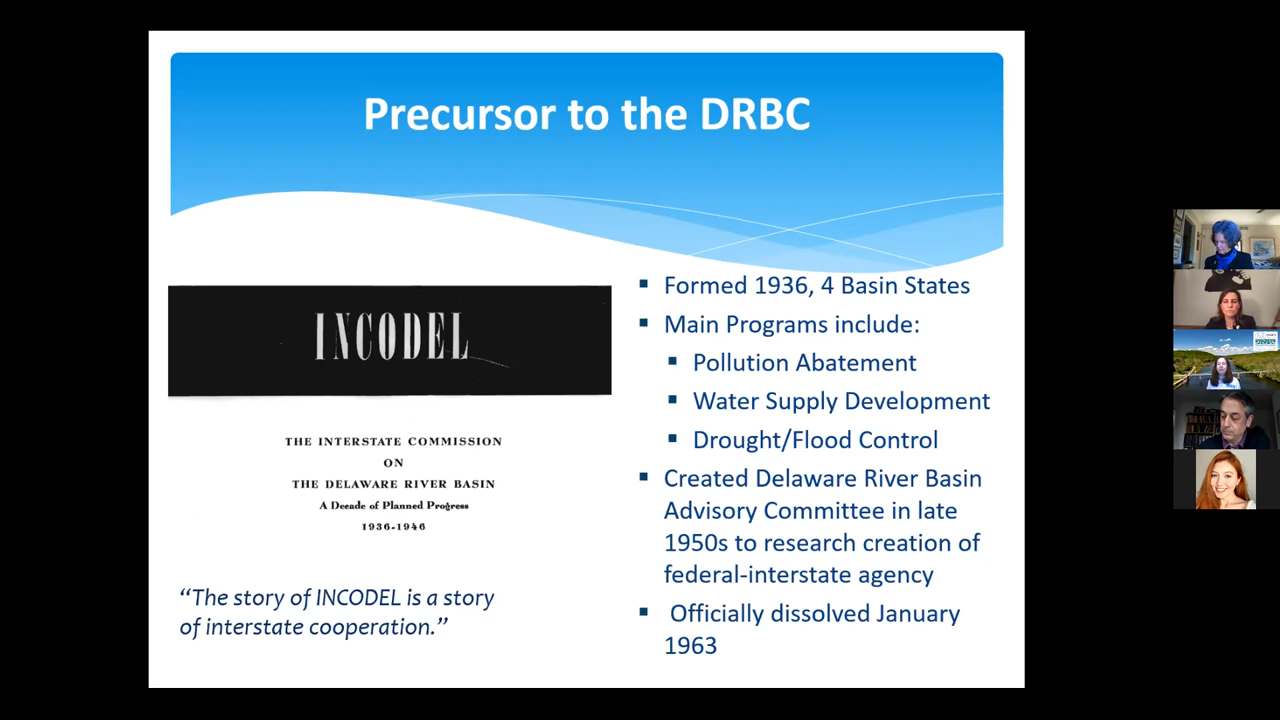 Precursor to the DRBC
INCODEL
THE INTERSTATE COMMISSION
ON
THE DELAWARE RIVER BASIN
A Decade of Planned Progress
1936-1946
“The story of INCODEL is a story
of interstate cooperation.”
Formed 1936, 4 Basin States
Main Programs include:
Pollution Abatement
Water Supply Development
Drought/Flood Control
Created Delaware River Basin
Advisory Committee in late
1950s to research creation of
federal-interstate agency
Officially dissolved January
1963